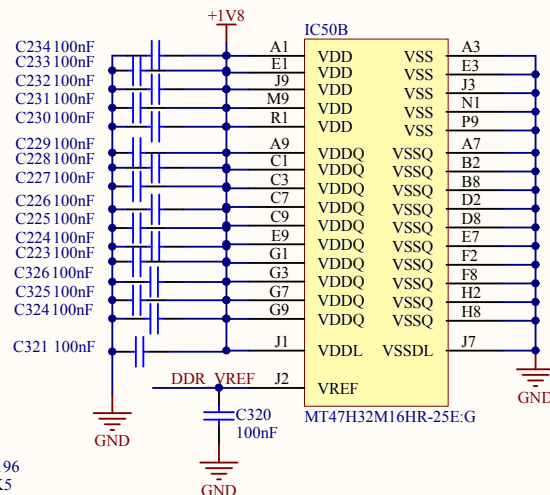 +1V8
IC50B
C234 100nF A1 VDD VSS A3
C233 100nF E1 VDD VSS E3
C232 100nF J9 VDD VSS J3
C231 100nF M9 VDD VSS N1
C230 100nF R1 VDD VSS P9
C229 100nF A9 VDDQ VSSQ A7
C228 100nF C1 VDDQ VSSQ B2
C227 100nF C3 VDDQ VSSQ B8
C226 100nF C7 VDDQ VSSQ D2
C225 100nF C9 VDDQ VSSQ D8
C224 100nF E9 VDDQ VSSQ E7
C223 100nF G1 VDDQ VSSQ F2
C326 100nF G3 VDDQ VSSQ F8
C325 100nF G7 VDDQ VSSQ H2
C324 100nF G9 VDDQ VSSQ H8
C321 100nF J1 VDDL VSSDL J7
DDR_VREF J2 VREF
GND
C320
100nF
MT47H32M16HR-25E:G
GND
GND
96